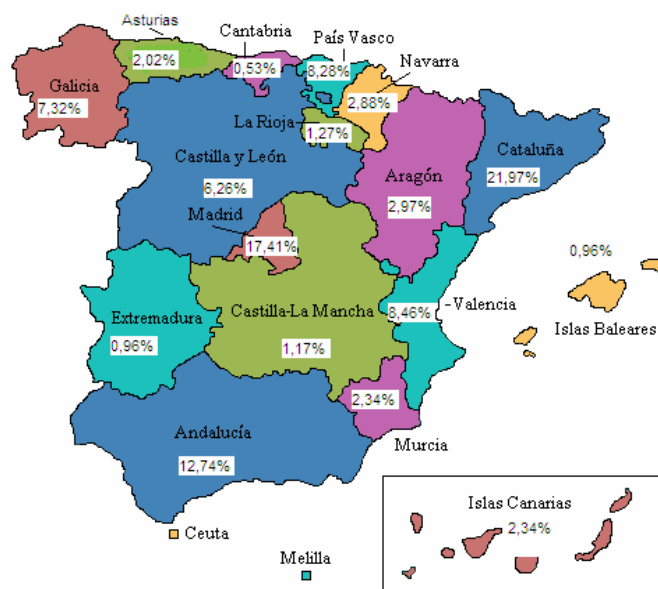 Asturias
2,02%
Cantabria
0,53%
País Vasco
8,28%
Navarra
2,88%
Galicia
7,32%
La Rioja
1,27%
Castilla y León
6,26%
Aragón
2,97%
Cataluña
21,97%
Madrid
17,41%
0,96%
Islas Baleares
Extremadura
0,96%
Castilla-La Mancha
1,17%
8,46%
-Valencia
2,34%
Murcia
Andalucía
12,74%
Ceuta
Melilla
Islas Canarias
2,34%